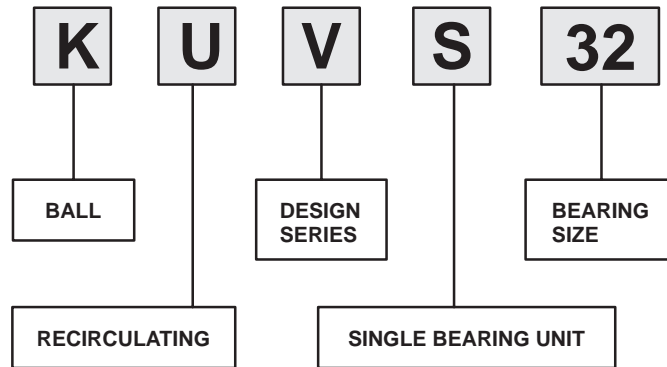 K U V S 32
BALL
DESIGN
SERIES
BEARING
SIZE
RECIRCULATING
SINGLE BEARING UNIT